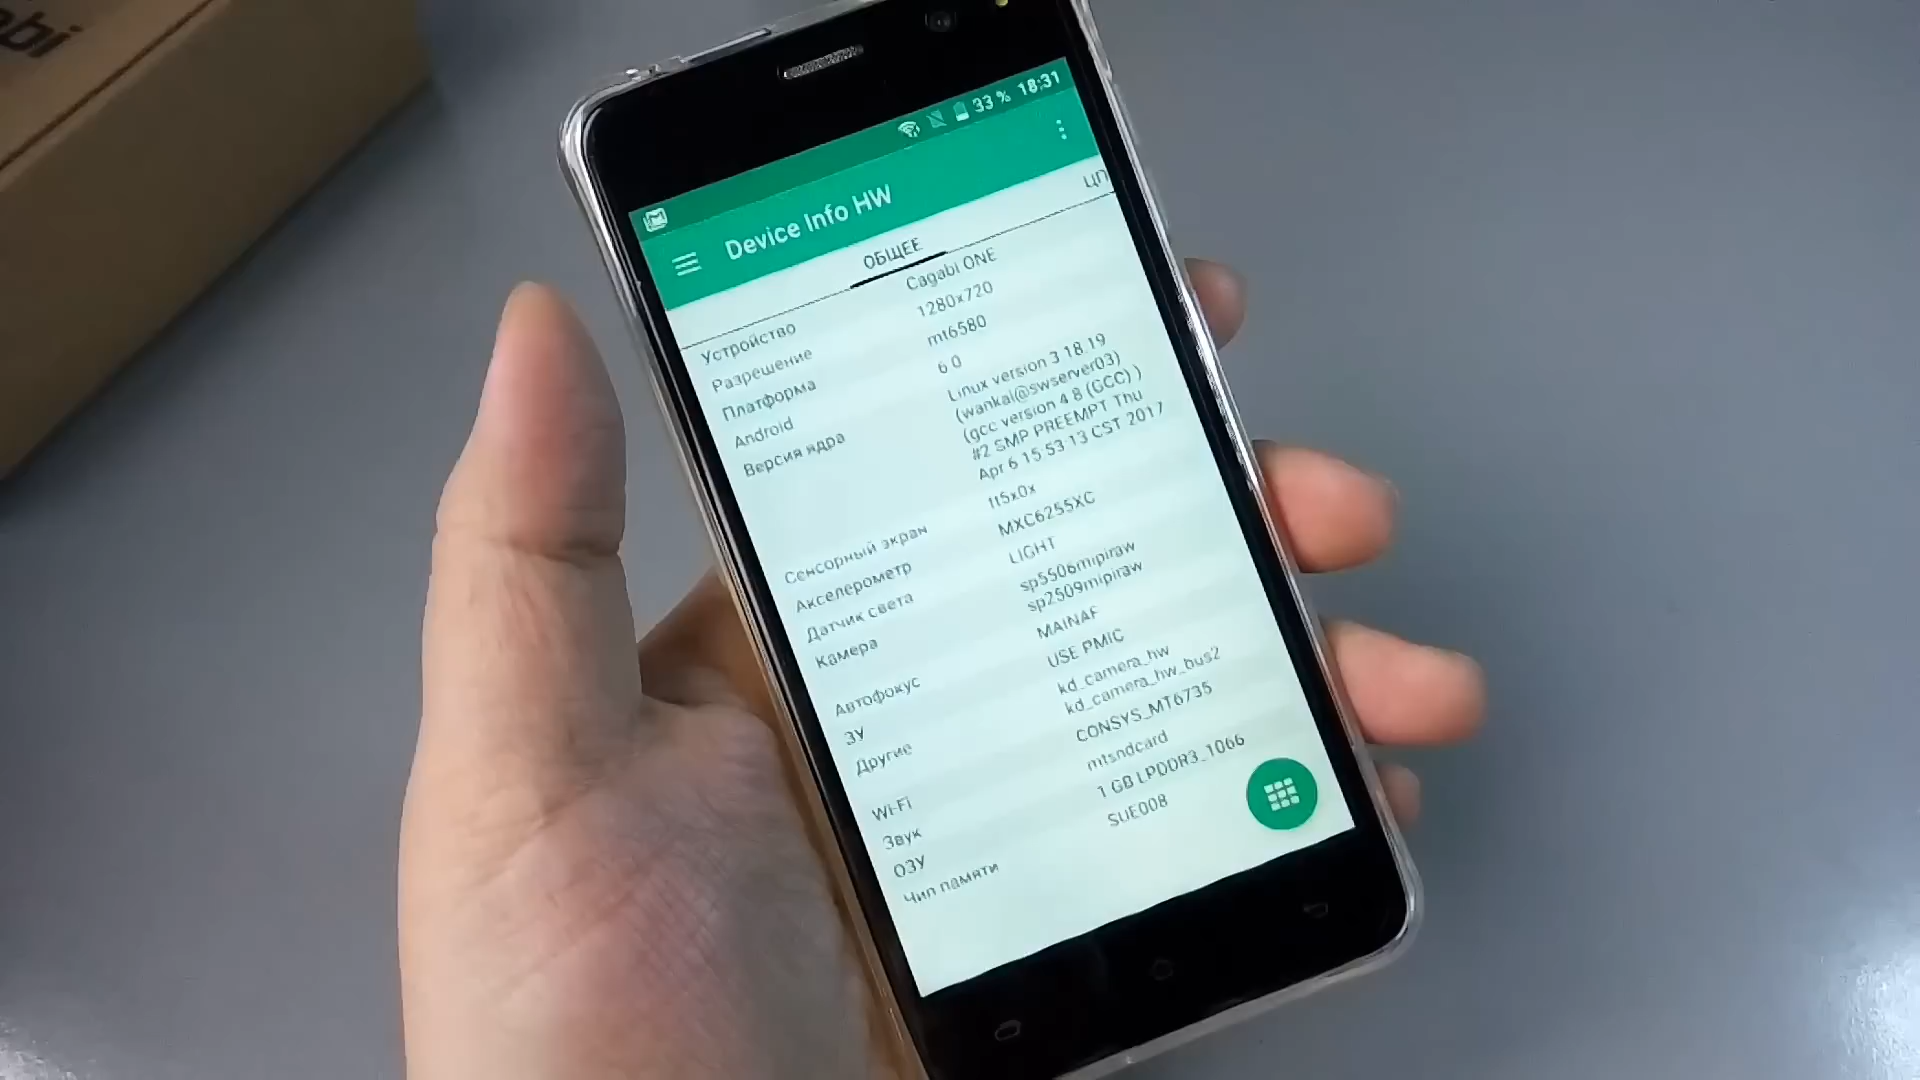 abi
33 % 18:31
Device Info HW
ОБЩЕЕ
ЦП
Устройство Cagabi ONE
Разрешение 1280x720
Платформа mt6580
Android 6.0
Версия ядра Linux version 3.18.19
(wankai@swserver03)
(gcc version 4.8 (GCC) )
#2 SMP PREEMPT Thu
Apr 6 15:53:13 CST 2017
Сенсорный экран ft5x0x
Акселерометр MXC6255XC
Датчик света LIGHT
Камера sp5506mipiraw
sp2509mipiraw
Автофокус MAINAF
ЗУ USE PMIC
Другие kd_camera_hw
kd_camera_hw_bus2
Wi-Fi CONSYS_MT6735
Звук mtsndcard
ОЗУ 1 GB LPDDR3_1066
Чип памяти SUE008